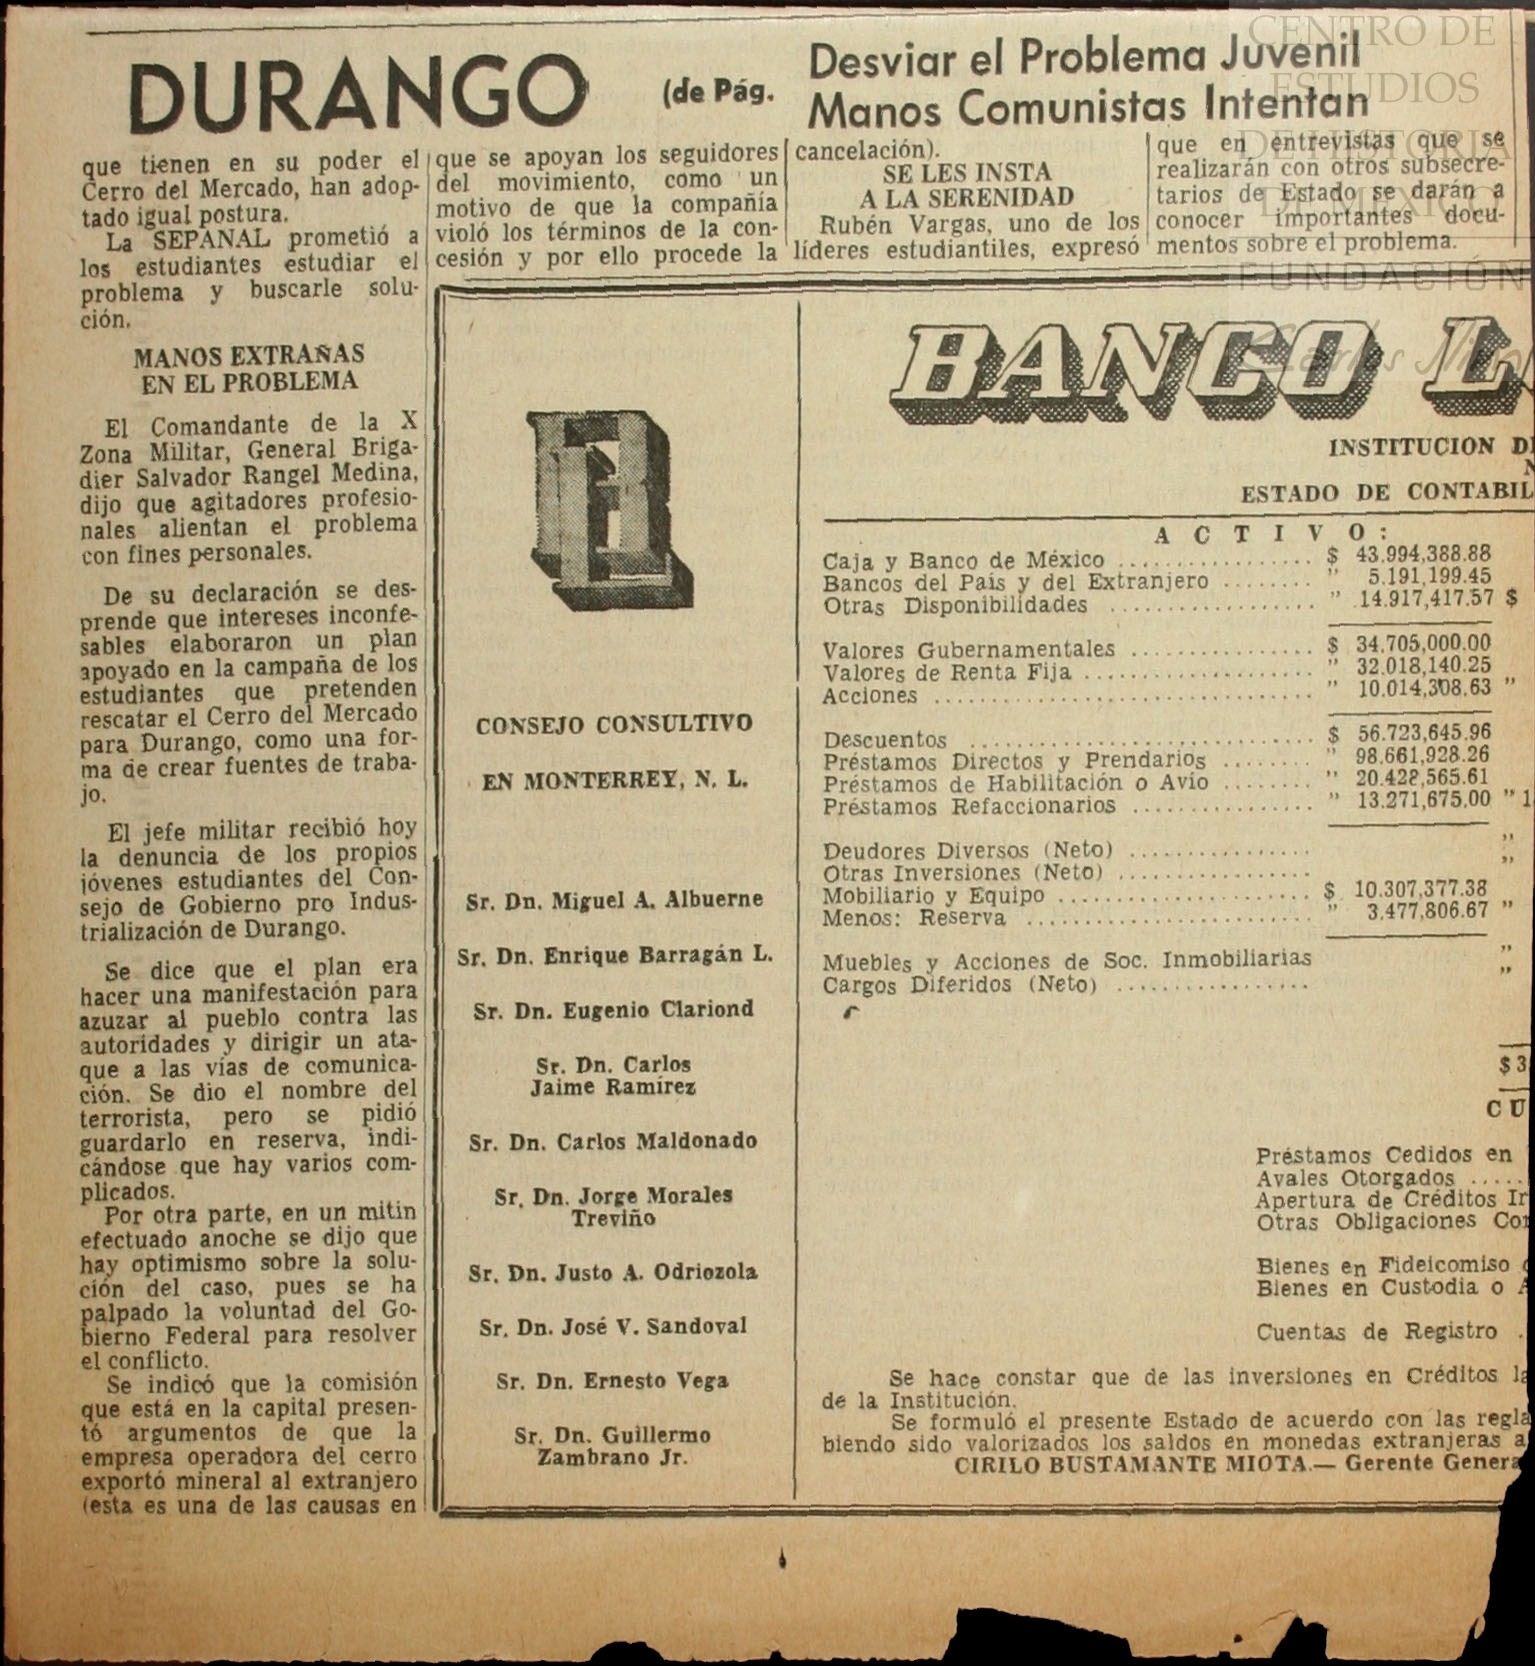 DURANGO
(de Pág.
Desviar el Problema Juvenil
Manos Comunistas Intentan
que tienen en su poder el
Cerro del Mercado, han adop-
tado igual postura.
La SEPANAL prometió a
los estudiantes estudiar el
problema y buscarle solu-
ción.
MANOS EXTRAÑAS
EN EL PROBLEMA
El Comandante de la X
Zona Militar, General Briga-
dier Salvador Rangel Medina,
dijo que agitadores profesio-
nales alientan el problema
con fines personales.
De su declaración se des-
prende que intereses inconfe-
sables elaboraron un plan
apoyado en la campaña de los
estudiantes que pretenden
rescatar el Cerro del Mercado
para Durango, como una for-
ma de crear fuentes de traba-
jo.
El jefe militar recibió hoy
la denuncia de los propios
jóvenes estudiantes del Con-
sejo de Gobierno pro Indus-
trialización de Durango.
Se dice que el plan era
hacer una manifestación para
azuzar al pueblo contra las
autoridades y dirigir un ata-
que a las vías de comunica-
ción. Se dio el nombre del
terrorista, pero se pidió
guardarlo en reserva, indi-
cándose que hay varios com-
plicados.
Por otra parte, en un mitin
efectuado anoche se dijo que
hay optimismo sobre la solu-
ción del caso, pues se ha
palpado la voluntad del Go-
bierno Federal para resolver
el conflicto.
Se indicó que la comisión
que está en la capital presen-
tó argumentos de que la
empresa operadora del cerro
exportó mineral al extranjero
(esta es una de las causas en
que se apoyan los seguidores
del movimiento, como un
motivo de que la compañía
violó los términos de la con-
cesión y por ello procede la
cancelación).
SE LES INSTA
A LA SERENIDAD
Rubén Vargas, uno de los
líderes estudiantiles, expresó
que en entrevistas que se
realizarán con otros subsecre-
tarios de Estado se darán a
conocer importantes docu-
mentos sobre el problema.
CENTRO DE
ESTUDIOS
DE HISTORIA
DE MÉXICO
FUNDACIÓN
CONSEJO CONSULTIVO
EN MONTERREY, N. L.
Sr. Dn. Miguel A. Albuerne
Sr. Dn. Enrique Barragán L.
Sr. Dn. Eugenio Clariond
Sr. Dn. Carlos
Jaime Ramírez
Sr. Dn. Carlos Maldonado
Sr. Dn. Jorge Morales
Treviño
Sr. Dn. Justo A. Odriozola
Sr. Dn. José V. Sandoval
Sr. Dn. Ernesto Vega
Sr. Dn. Guillermo
Zambrano Jr.
BANCO L
INSTITUCION D
ESTADO DE CONTABIL
ACTIVO:
Caja y Banco de México ................. $ 43.994,388.88
Bancos del País y del Extranjero ........ " 5.191,199.45
Otras Disponibilidades .................. " 14.917,417.57 $
Valores Gubernamentales ................ $ 34.705,000.00
Valores de Renta Fija .................... " 32.018,140.25
Acciones ................................. " 10.014,308.63 "
Descuentos ............................. $ 56.723,645.96
Préstamos Directos y Prendarios ........ " 98.661,928.26
Préstamos de Habilitación o Avío ........ " 20.422,565.61
Préstamos Refaccionarios ................ " 13.271,675.00 " 1
Deudores Diversos (Neto) ................ "
Otras Inversiones (Neto) ................. "
Mobiliario y Equipo ..................... $ 10.307,377.38
Menos: Reserva ......................... " 3.477,806.67 "
Muebles y Acciones de Soc. Inmobiliarias "
Cargos Diferidos (Neto) ................. "
$ 3
CU
Préstamos Cedidos en
Avales Otorgados .....
Apertura de Créditos Ir
Otras Obligaciones Co
Bienes en Fideicomiso
Bienes en Custodia o
Cuentas de Registro .
Se hace constar que de las inversiones en Créditos la
de la Institución.
Se formuló el presente Estado de acuerdo con las regla
biendo sido valorizados los saldos en monedas extranjeras a
CIRILO BUSTAMANTE MIOTA.— Gerente Genera